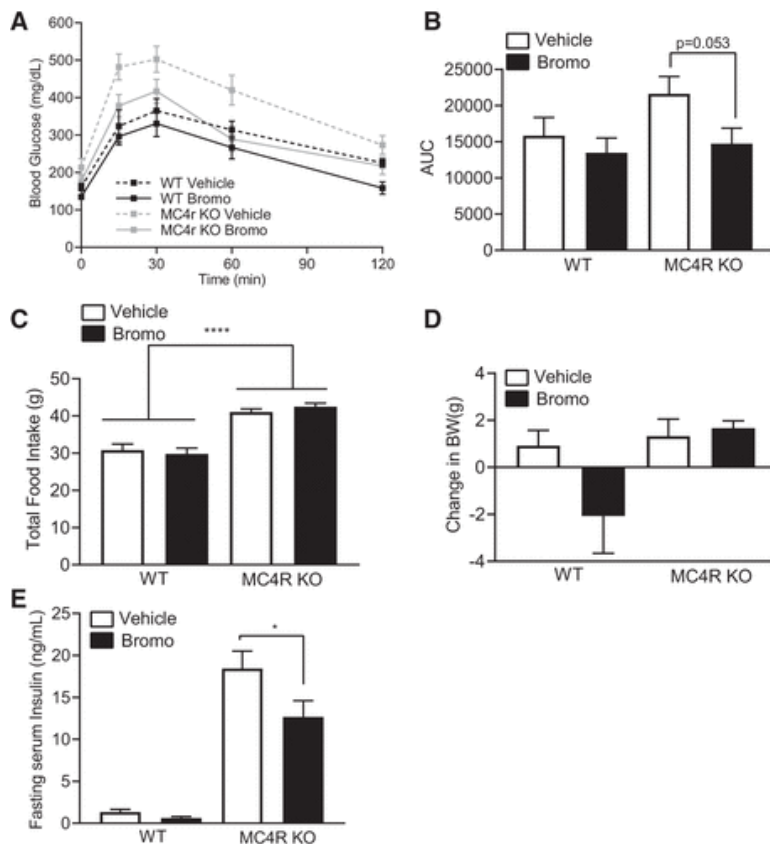 A
Blood Glucose (mg/dL)
600
500
400
300
200
100
0
WT Vehicle
WT Bromo
MC4r KO Vehicle
MC4r KO Bromo
0
30
60
90
120
Time (min)
B
Vehicle
Bromo
p=0.053
AUC
25000
20000
15000
10000
5000
0
WT
MC4R KO
C
Vehicle
Bromo
****
Total Food Intake (g)
50
40
30
20
10
0
WT
MC4R KO
D
Vehicle
Bromo
Change in BW(g)
4
2
0
-2
-4
WT
MC4R KO
E
Vehicle
Bromo
*
Fasting serum Insulin (ng/mL)
25
20
15
10
5
0
WT
MC4R KO